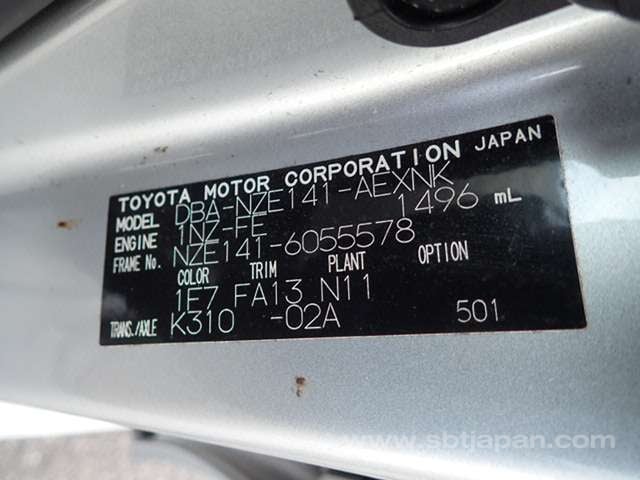 TOYOTA MOTOR CORPORATION JAPAN
MODEL DBA-NZE141-AEXNK
ENGINE 1NZ-FE 1496 mL
FRAME No. NZE141-6055578
COLOR TRIM PLANT OPTION
1F7 FA13 N11
TRANS./AXLE K310 -02A 501
www.sbtjapan.com